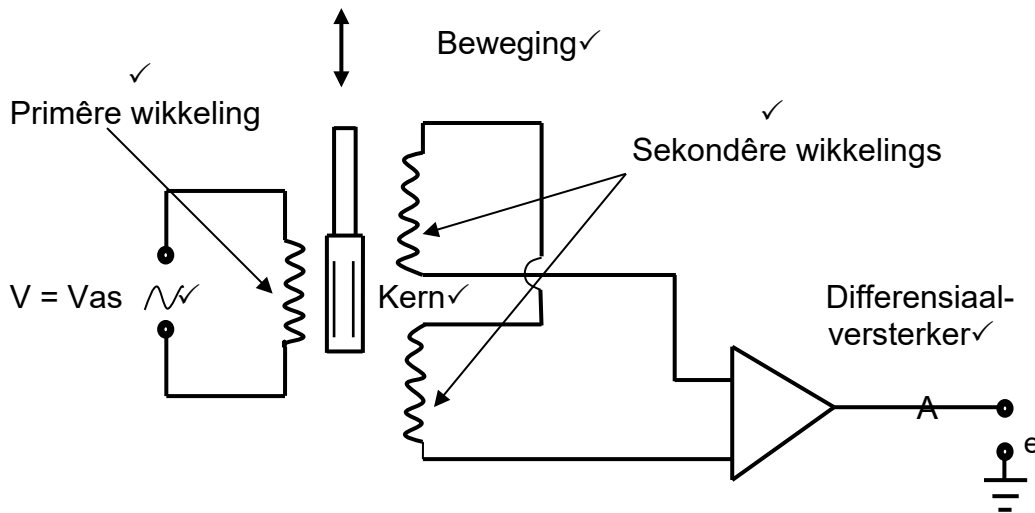 Beweging✓
✓
Primêre wikkeling
✓
Sekondêre wikkelings
V = Vas ✓
Kern✓
Differensiaal-
versterker✓
A
e